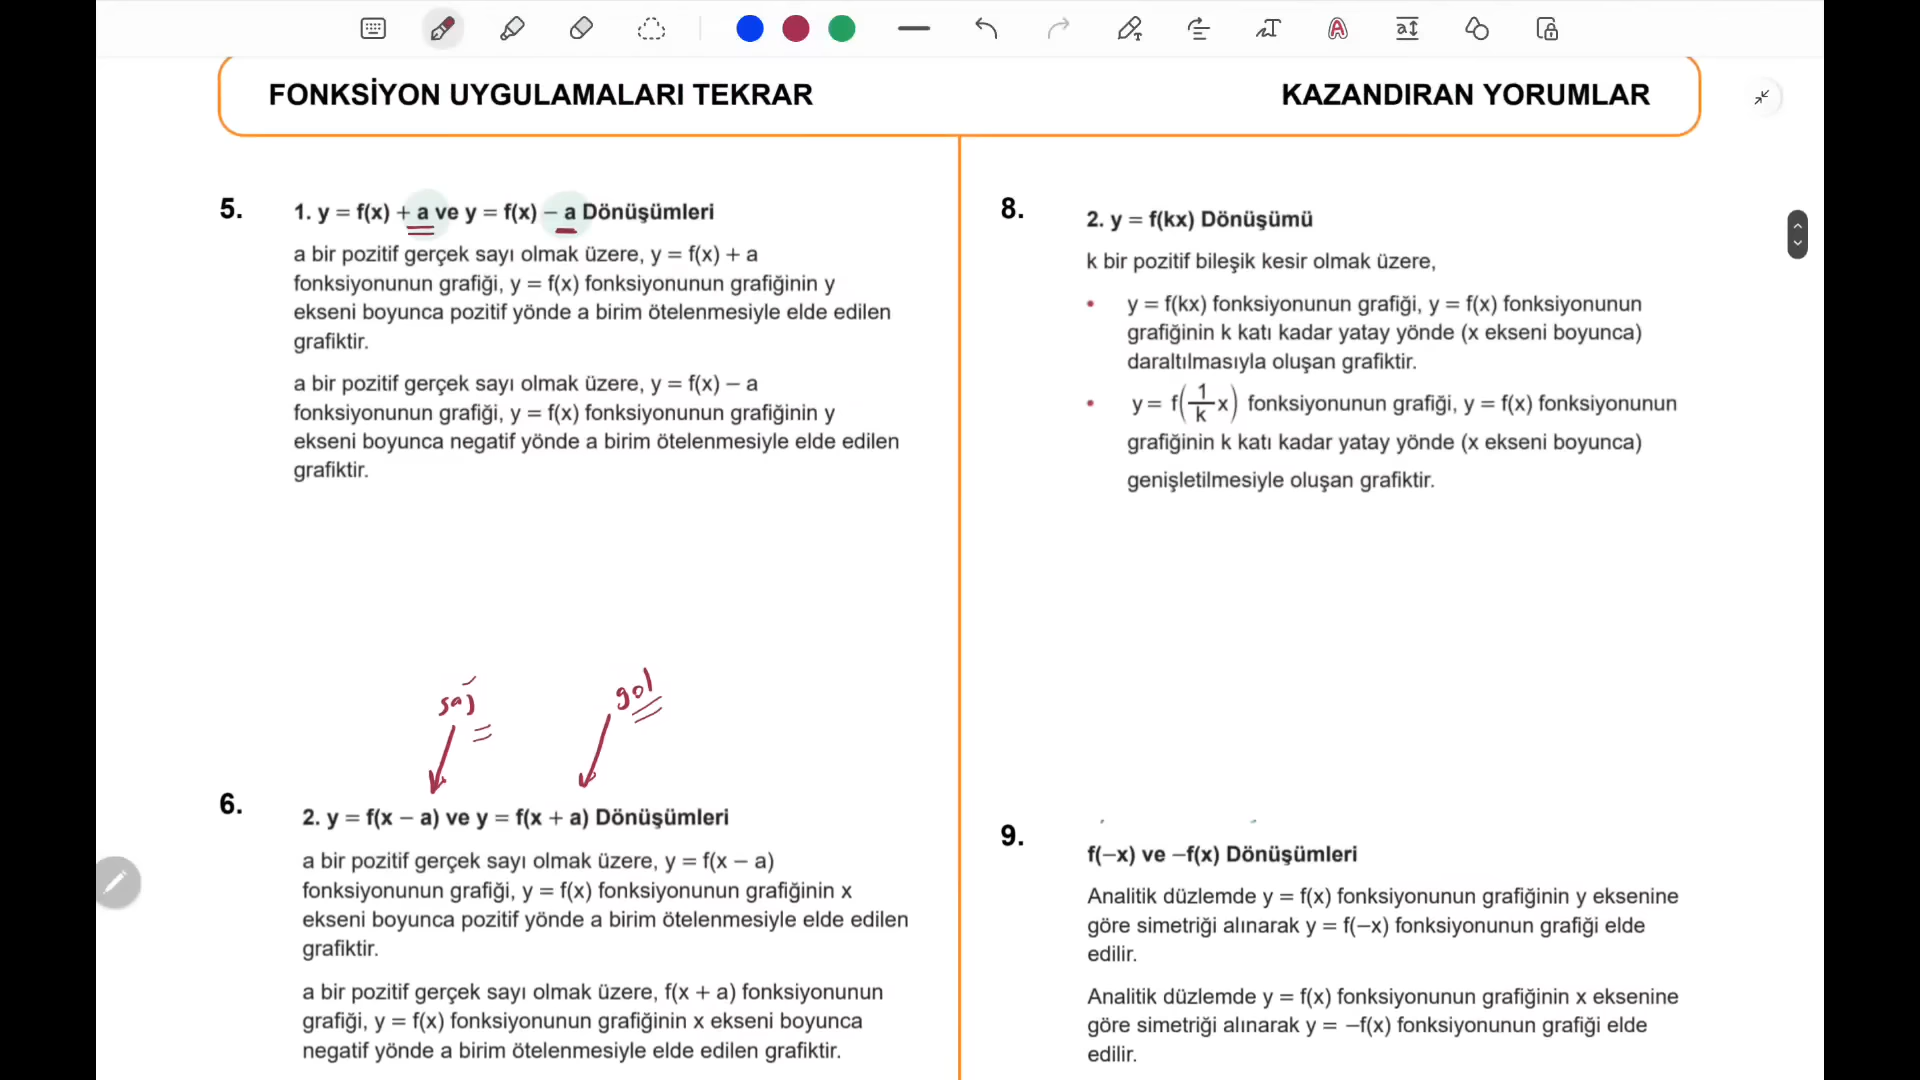 FONKSİYON UYGULAMALARI TEKRAR
KAZANDIRAN YORUMLAR
5.
1. y = f(x) + a ve y = f(x) − a Dönüşümleri
a bir pozitif gerçek sayı olmak üzere, y = f(x) + a
fonksiyonunun grafiği, y = f(x) fonksiyonunun grafiğinin y
ekseni boyunca pozitif yönde a birim ötelenmesiyle elde edilen
grafiktir.
a bir pozitif gerçek sayı olmak üzere, y = f(x) − a
fonksiyonunun grafiği, y = f(x) fonksiyonunun grafiğinin y
ekseni boyunca negatif yönde a birim ötelenmesiyle elde edilen
grafiktir.
sağ
gol
6.
2. y = f(x − a) ve y = f(x + a) Dönüşümleri
a bir pozitif gerçek sayı olmak üzere, y = f(x − a)
fonksiyonunun grafiği, y = f(x) fonksiyonunun grafiğinin x
ekseni boyunca pozitif yönde a birim ötelenmesiyle elde edilen
grafiktir.
a bir pozitif gerçek sayı olmak üzere, f(x + a) fonksiyonunun
grafiği, y = f(x) fonksiyonunun grafiğinin x ekseni boyunca
negatif yönde a birim ötelenmesiyle elde edilen grafiktir.
8.
2. y = f(kx) Dönüşümü
k bir pozitif bileşik kesir olmak üzere,
• y = f(kx) fonksiyonunun grafiği, y = f(x) fonksiyonunun
grafiğinin k katı kadar yatay yönde (x ekseni boyunca)
daraltılmasıyla oluşan grafiktir.
• y = f(1/k x) fonksiyonunun grafiği, y = f(x) fonksiyonunun
grafiğinin k katı kadar yatay yönde (x ekseni boyunca)
genişletilmesiyle oluşan grafiktir.
9.
f(−x) ve −f(x) Dönüşümleri
Analitik düzlemde y = f(x) fonksiyonunun grafiğinin y eksenine
göre simetriği alınarak y = f(−x) fonksiyonunun grafiği elde
edilir.
Analitik düzlemde y = f(x) fonksiyonunun grafiğinin x eksenine
göre simetriği alınarak y = −f(x) fonksiyonunun grafiği elde
edilir.